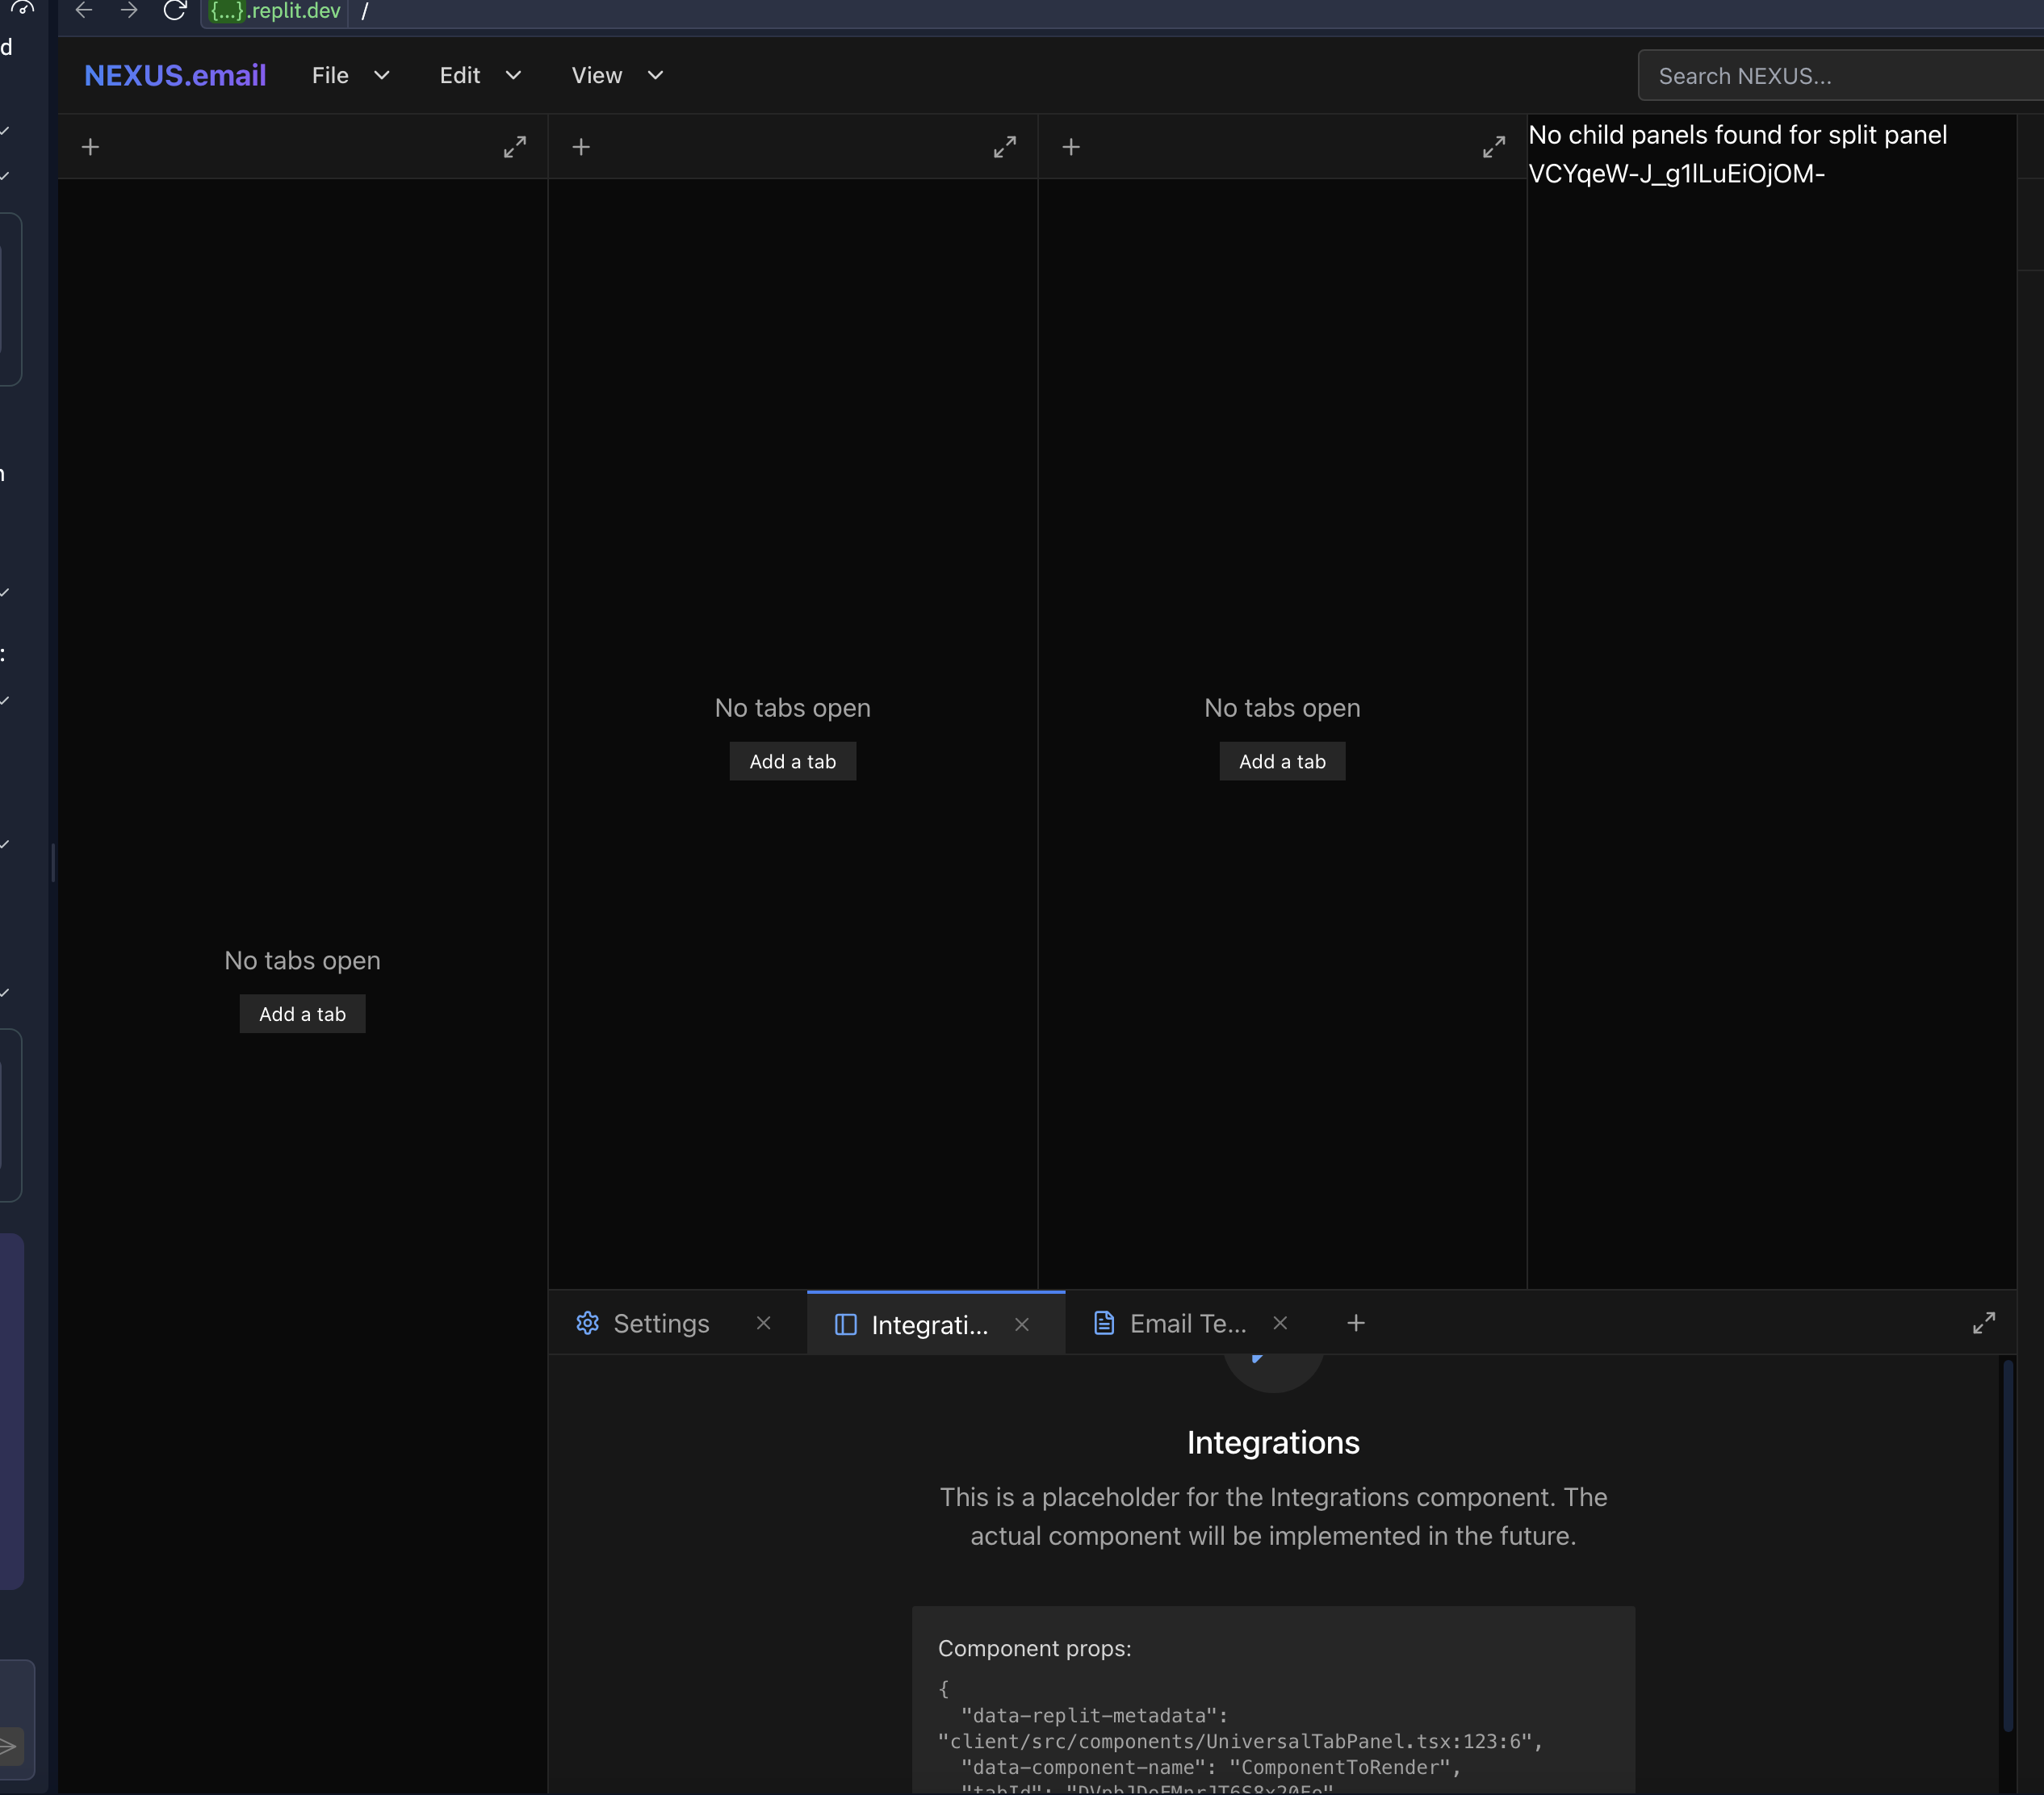 {...}.replit.dev /
d
NEXUS.email File Edit View Search NEXUS...
No child panels found for split panel
No tabs open
Add a tab
No tabs open
Add a tab
No tabs open
Add a tab
Settings Integrati... Email Te...
Integrations
This is a placeholder for the Integrations component. The
actual component will be implemented in the future.
Component props:
{
"data-replit-metadata":
"client/src/components/UniversalTabPanel.tsx:123:6",
"data-component-name": "ComponentToRender",